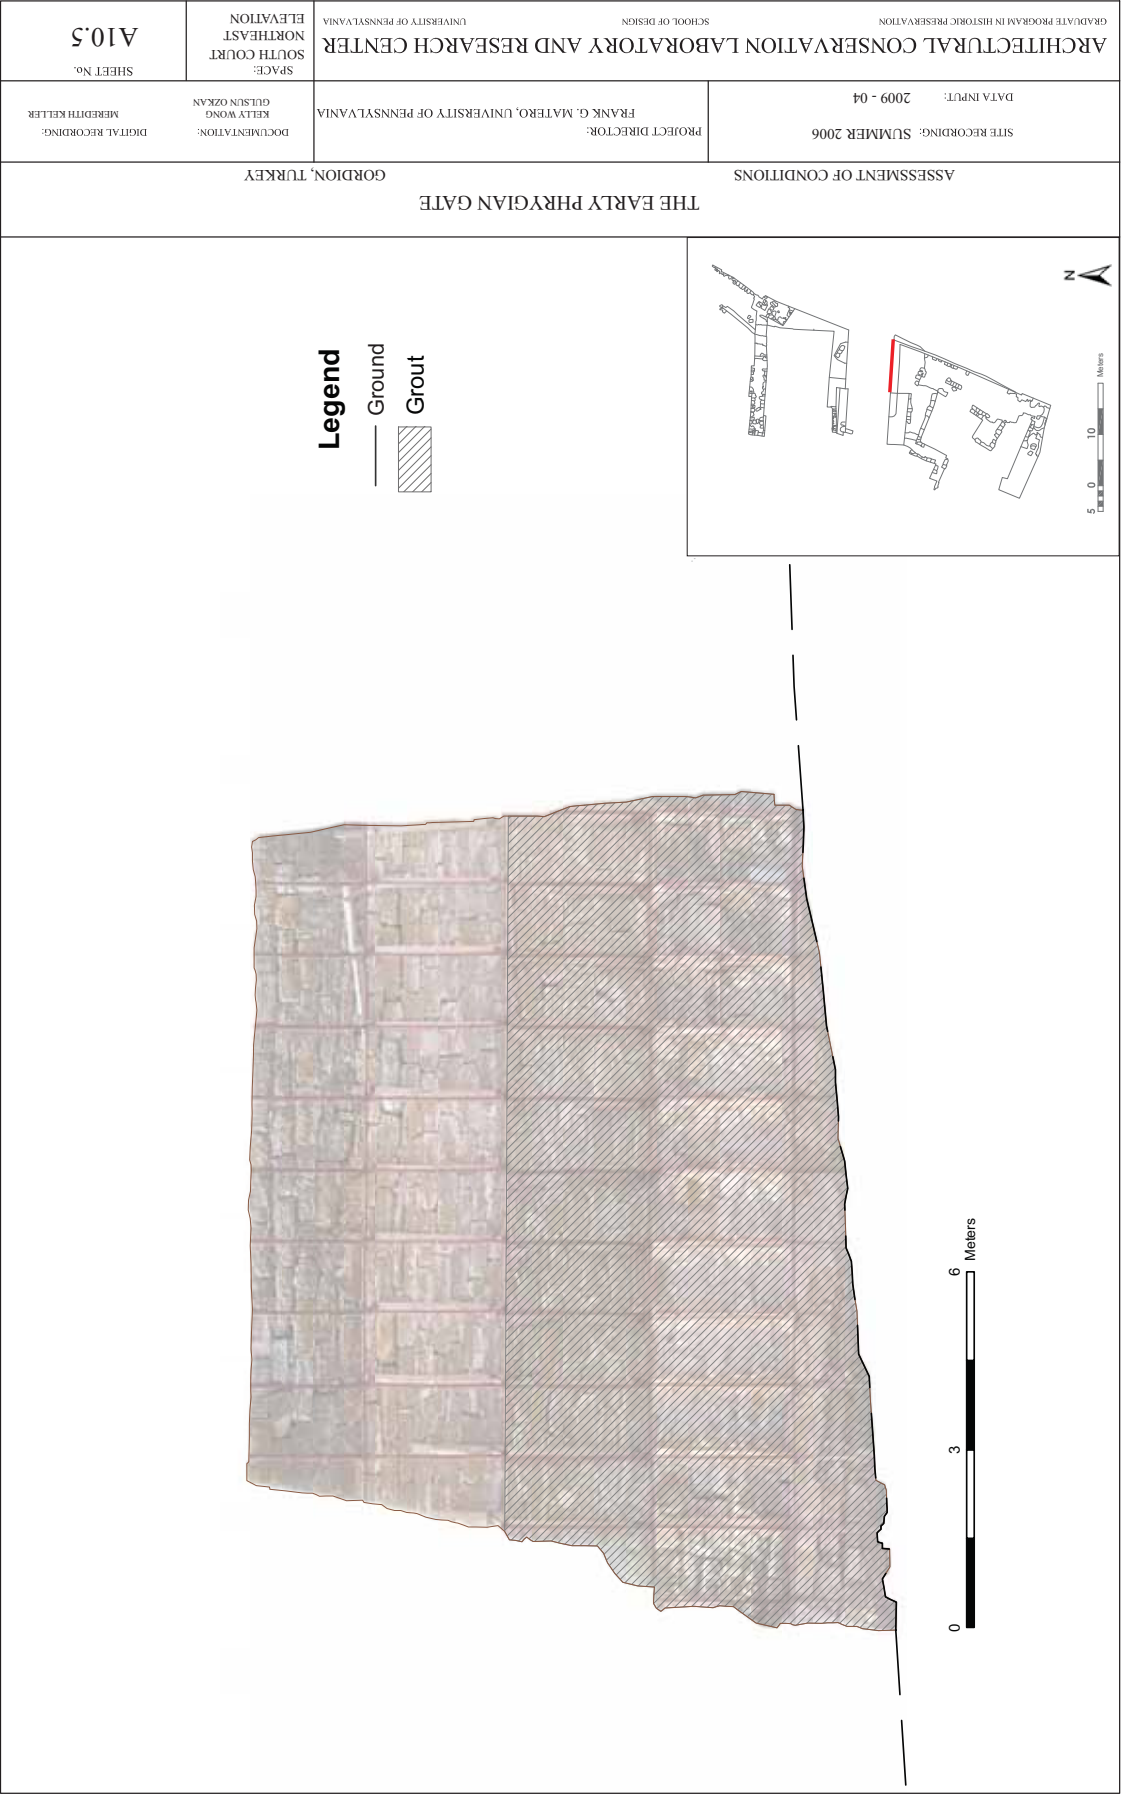 THE EARLY PHRYGIAN GATE
ASSESSMENT OF CONDITIONS
GORDION, TURKEY
SITE RECORDING: SUMMER 2006
DATA INPUT: 2009 - 04
PROJECT DIRECTOR:
FRANK G. MATERO, UNIVERSITY OF PENNSYLVANIA
DOCUMENTATION:
KELLY WONG
GULSUN OZKAN
DIGITAL RECORDING:
MEREDITH KELLER
ARCHITECTURAL CONSERVATION LABORATORY AND RESEARCH CENTER
GRADUATE PROGRAM IN HISTORIC PRESERVATION
SCHOOL OF DESIGN
UNIVERSITY OF PENNSYLVANIA
SPACE:
SOUTH COURT
NORTHEAST
ELEVATION
SHEET No.
A10.5
Legend
Ground
Grout
N
5 0 10
Meters
0 3 6
Meters